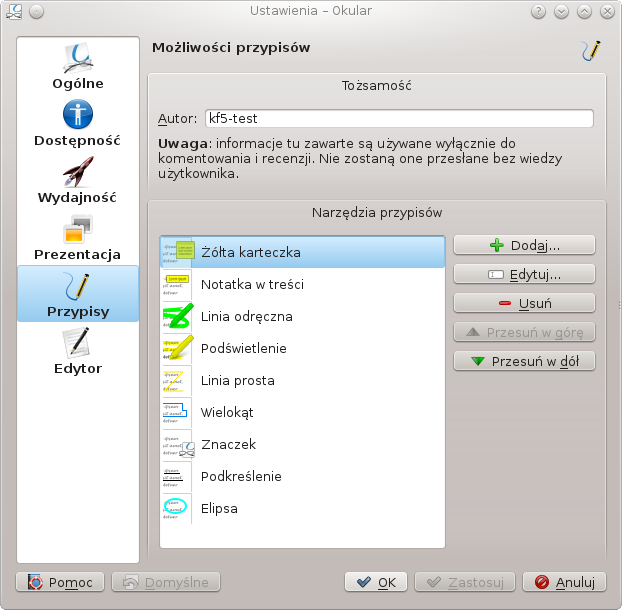 Ustawienia – Okular
Ogólne
Dostępność
Wydajność
Prezentacja
Przypisy
Edytor
Możliwości przypisów
Tożsamość
Autor: kf5-test
Uwaga: informacje tu zawarte są używane wyłącznie do
komentowania i recenzji. Nie zostaną one przesłane bez wiedzy
użytkownika.
Narzędzia przypisów
Żółta karteczka
Notatka w treści
Linia odręczna
Podświetlenie
Linia prosta
Wielokąt
Znaczek
Podkreślenie
Elipsa
Dodaj...
Edytuj...
Usuń
Przesuń w górę
Przesuń w dół
Pomoc
Domyślne
OK
Zastosuj
Anuluj